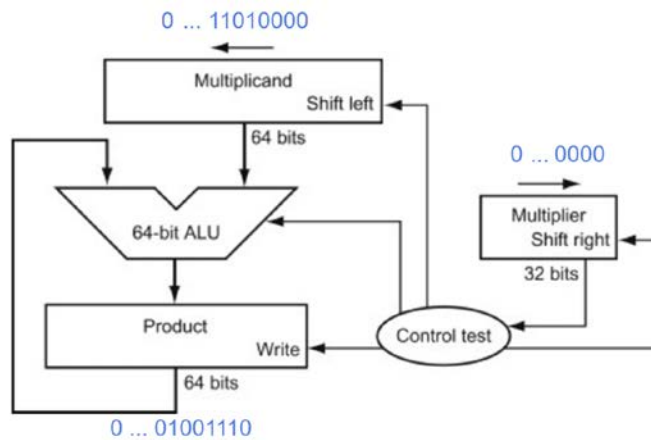 0 ... 11010000
Multiplicand
Shift left
64 bits
0 ... 0000
Multiplier
Shift right
32 bits
64-bit ALU
Control test
Product
Write
64 bits
0 ... 01001110